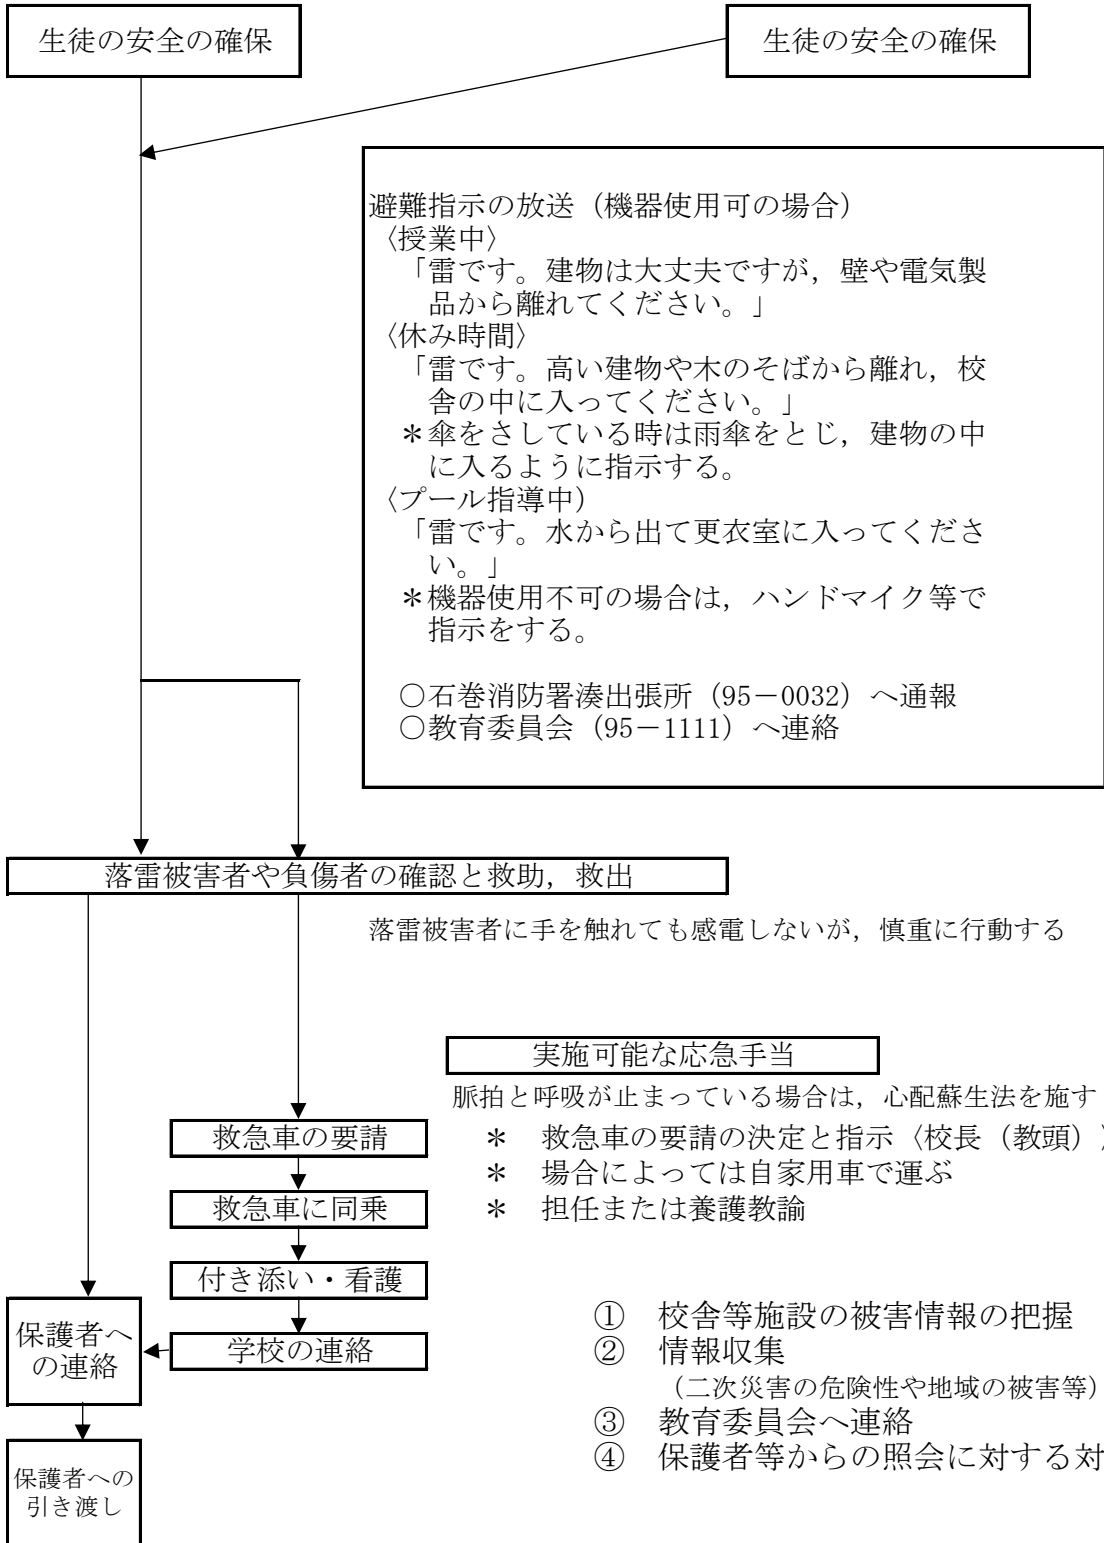 生徒の安全の確保
生徒の安全の確保
避難指示の放送（機器使用可の場合）
〈授業中〉
「雷です。建物は大丈夫ですが，壁や電気製
品から離れてください。」
〈休み時間〉
「雷です。高い建物や木のそばから離れ，校
舎の中に入ってください。」
＊傘をさしている時は雨傘をとじ，建物の中
に入るように指示する。
〈プール指導中）
「雷です。水から出て更衣室に入ってくださ
い。」
＊機器使用不可の場合は，ハンドマイク等で
指示をする。
○石巻消防署湊出張所（95－0032）へ通報
○教育委員会（95－1111）へ連絡
落雷被害者や負傷者の確認と救助，救出
落雷被害者に手を触れても感電しないが，慎重に行動する
実施可能な応急手当
脈拍と呼吸が止まっている場合は，心配蘇生法を施す
救急車の要請
＊　救急車の要請の決定と指示〈校長（教頭）〉
＊　場合によっては自家用車で運ぶ
救急車に同乗
＊　担任または養護教諭
付き添い・看護
学校の連絡
保護者へ
の連絡
①　校舎等施設の被害情報の把握
②　情報収集
（二次災害の危険性や地域の被害等）
③　教育委員会へ連絡
④　保護者等からの照会に対する対
保護者への
引き渡し